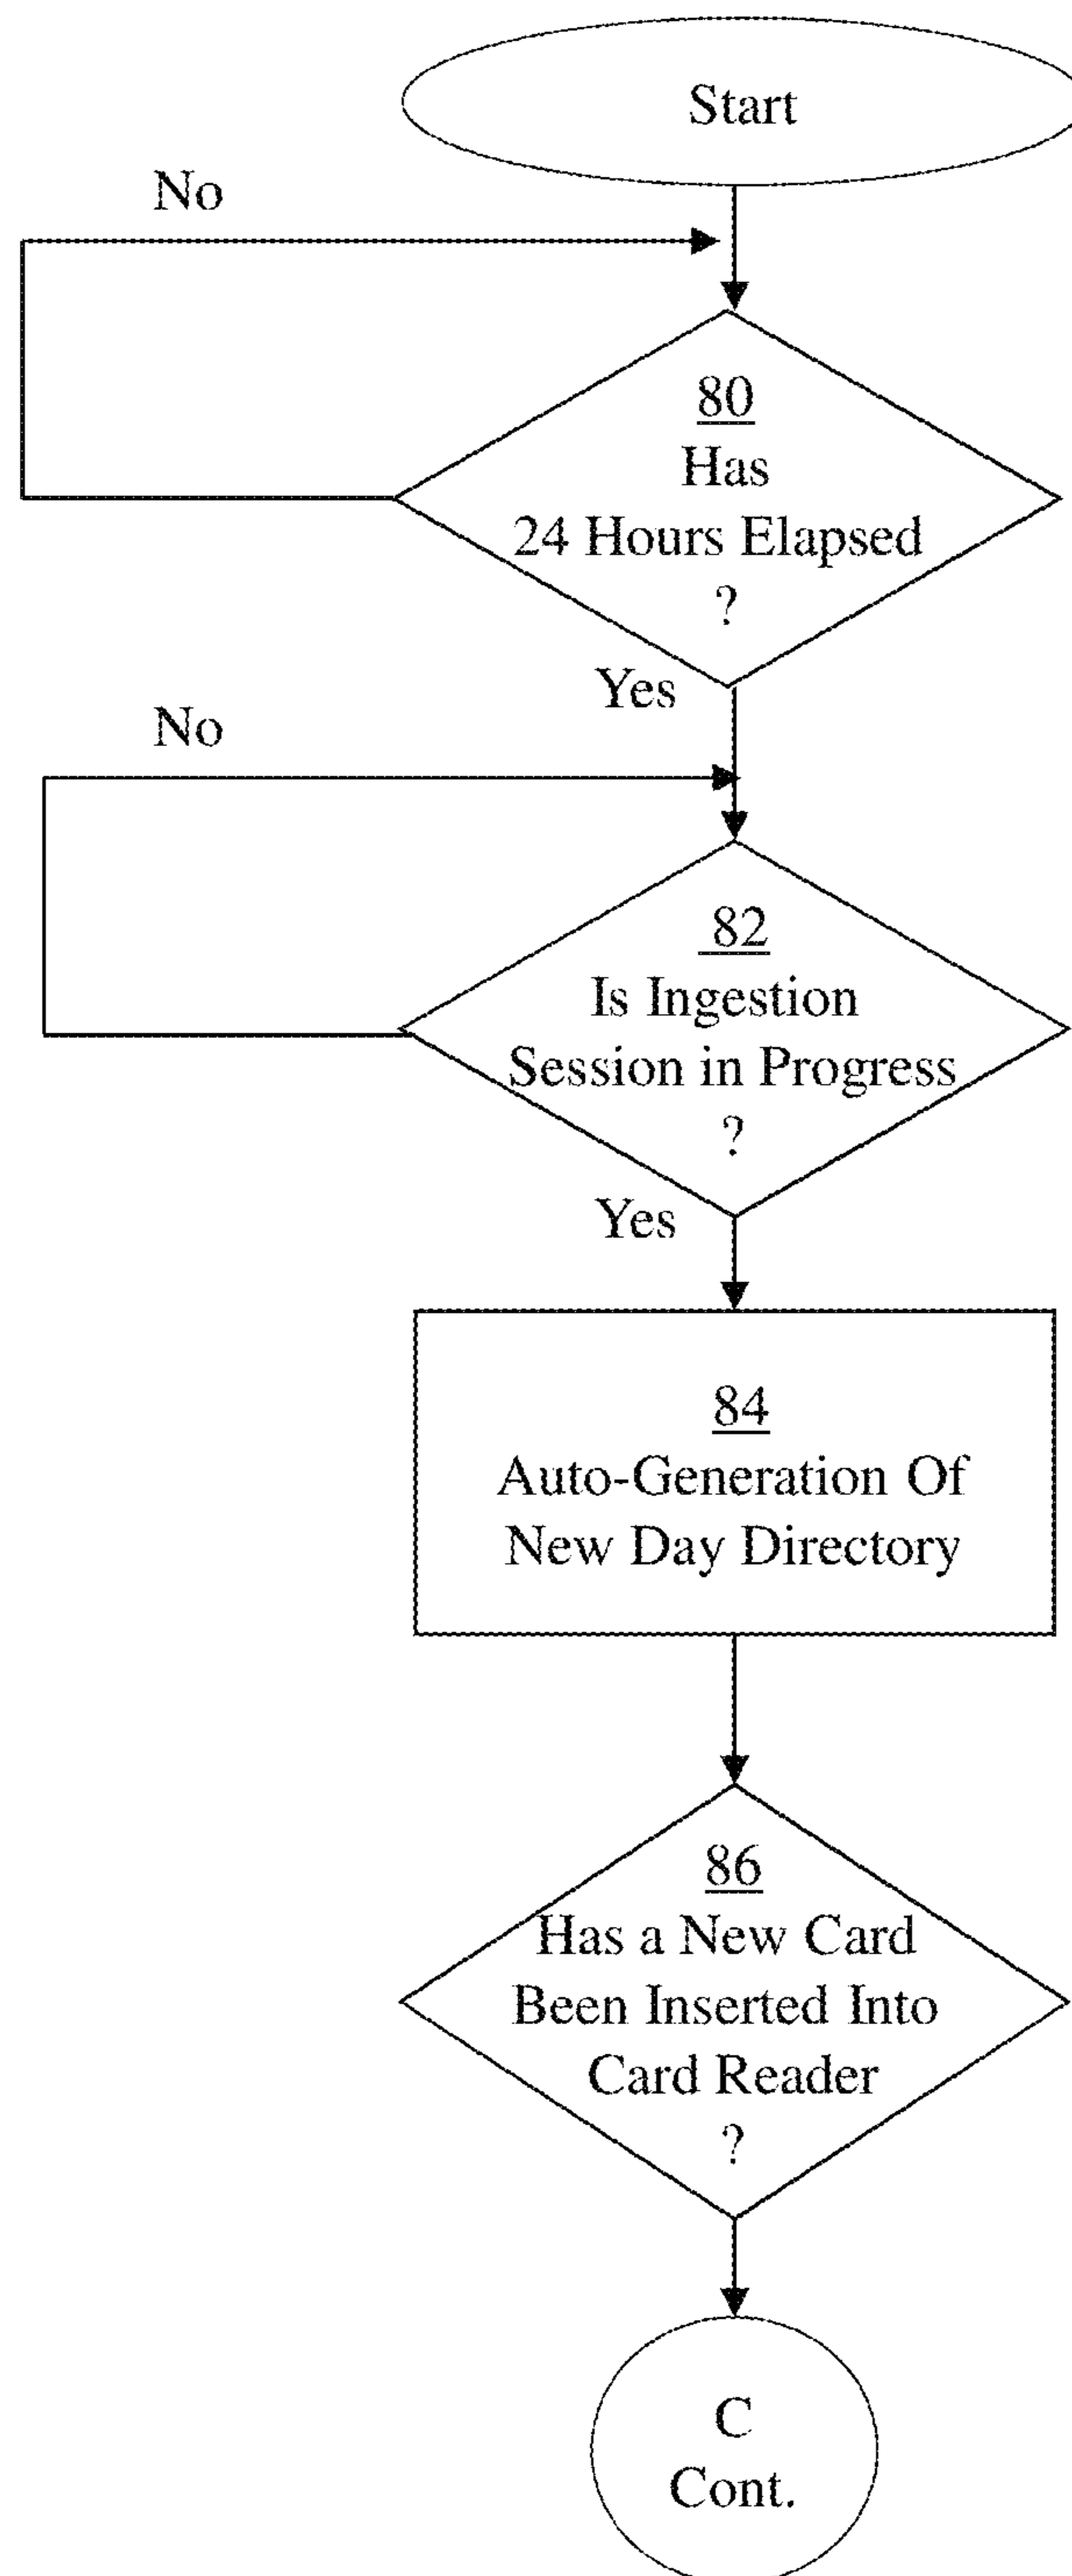 Start
No
80
Has
24 Hours Elapsed
?
Yes
No
82
Is Ingestion
Session in Progress
?
Yes
84
Auto-Generation Of
New Day Directory
86
Has a New Card
Been Inserted Into
Card Reader
?
C
Cont.